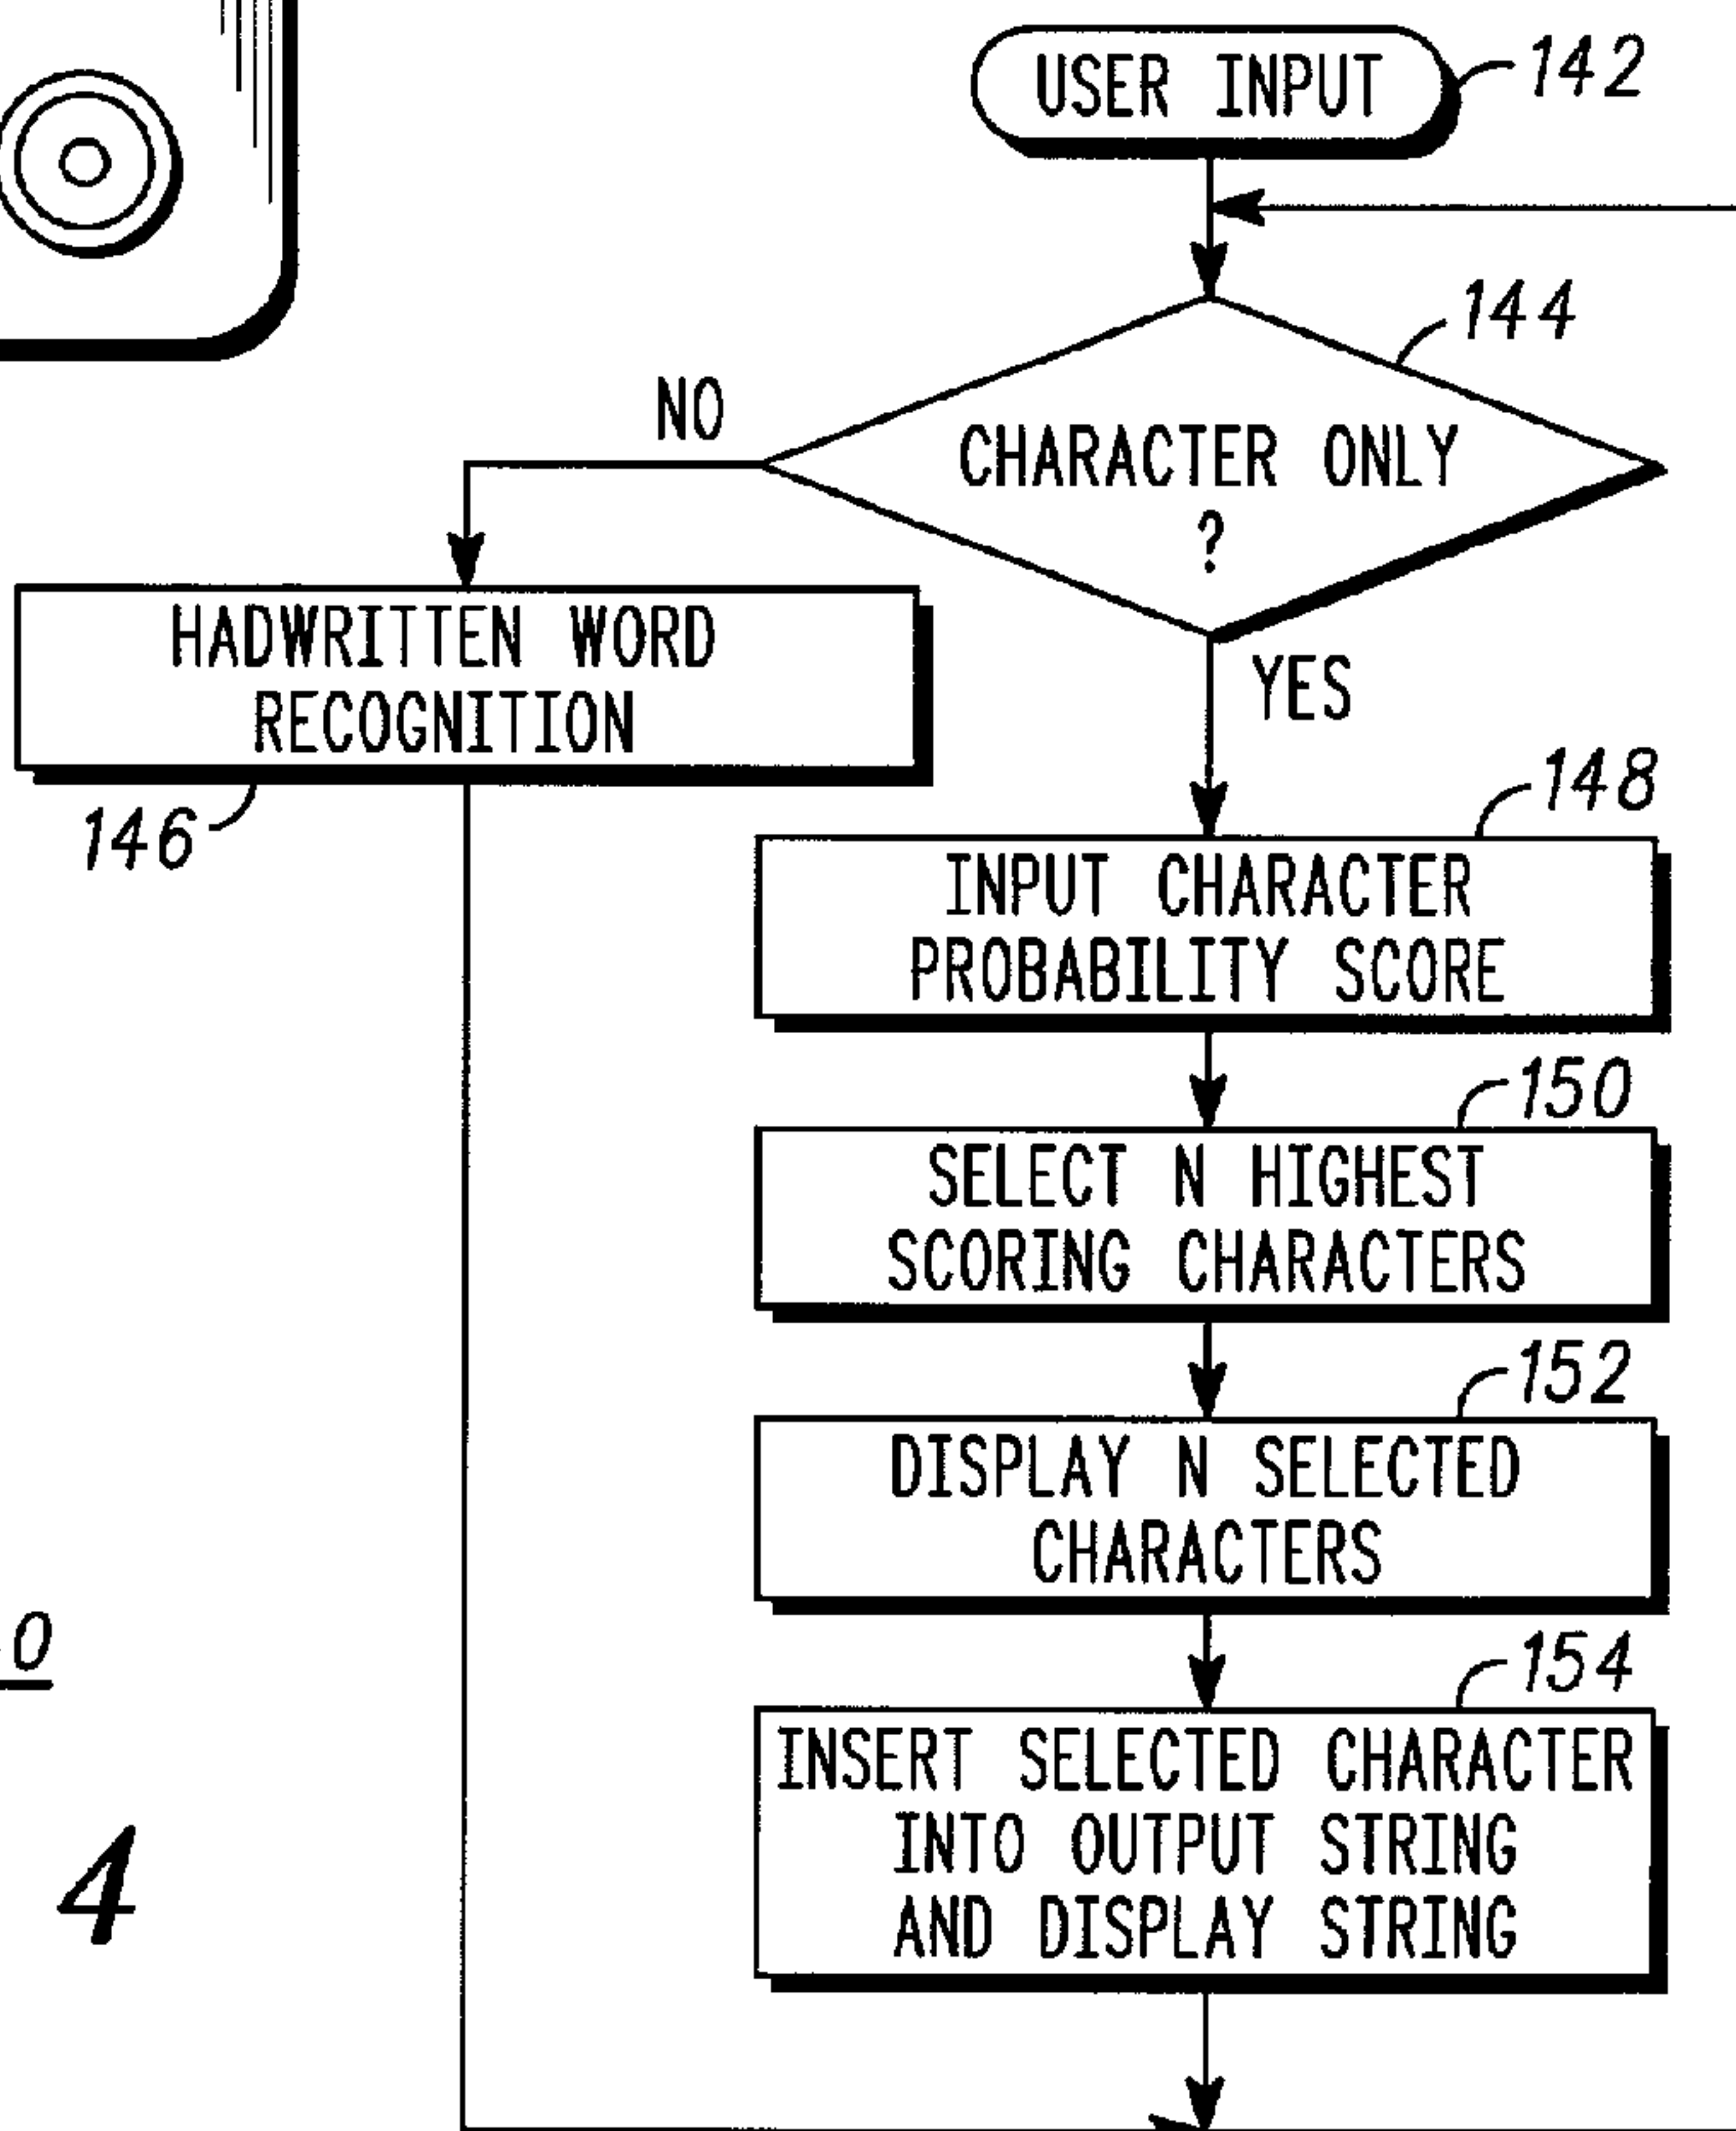 USER INPUT
142
144
NO
CHARACTER ONLY
?
HADWRITTEN WORD
RECOGNITION
YES
146
148
INPUT CHARACTER
PROBABILITY SCORE
150
SELECT N HIGHEST
SCORING CHARACTERS
152
DISPLAY N SELECTED
CHARACTERS
0
154
INSERT SELECTED CHARACTER
INTO OUTPUT STRING
AND DISPLAY STRING
4